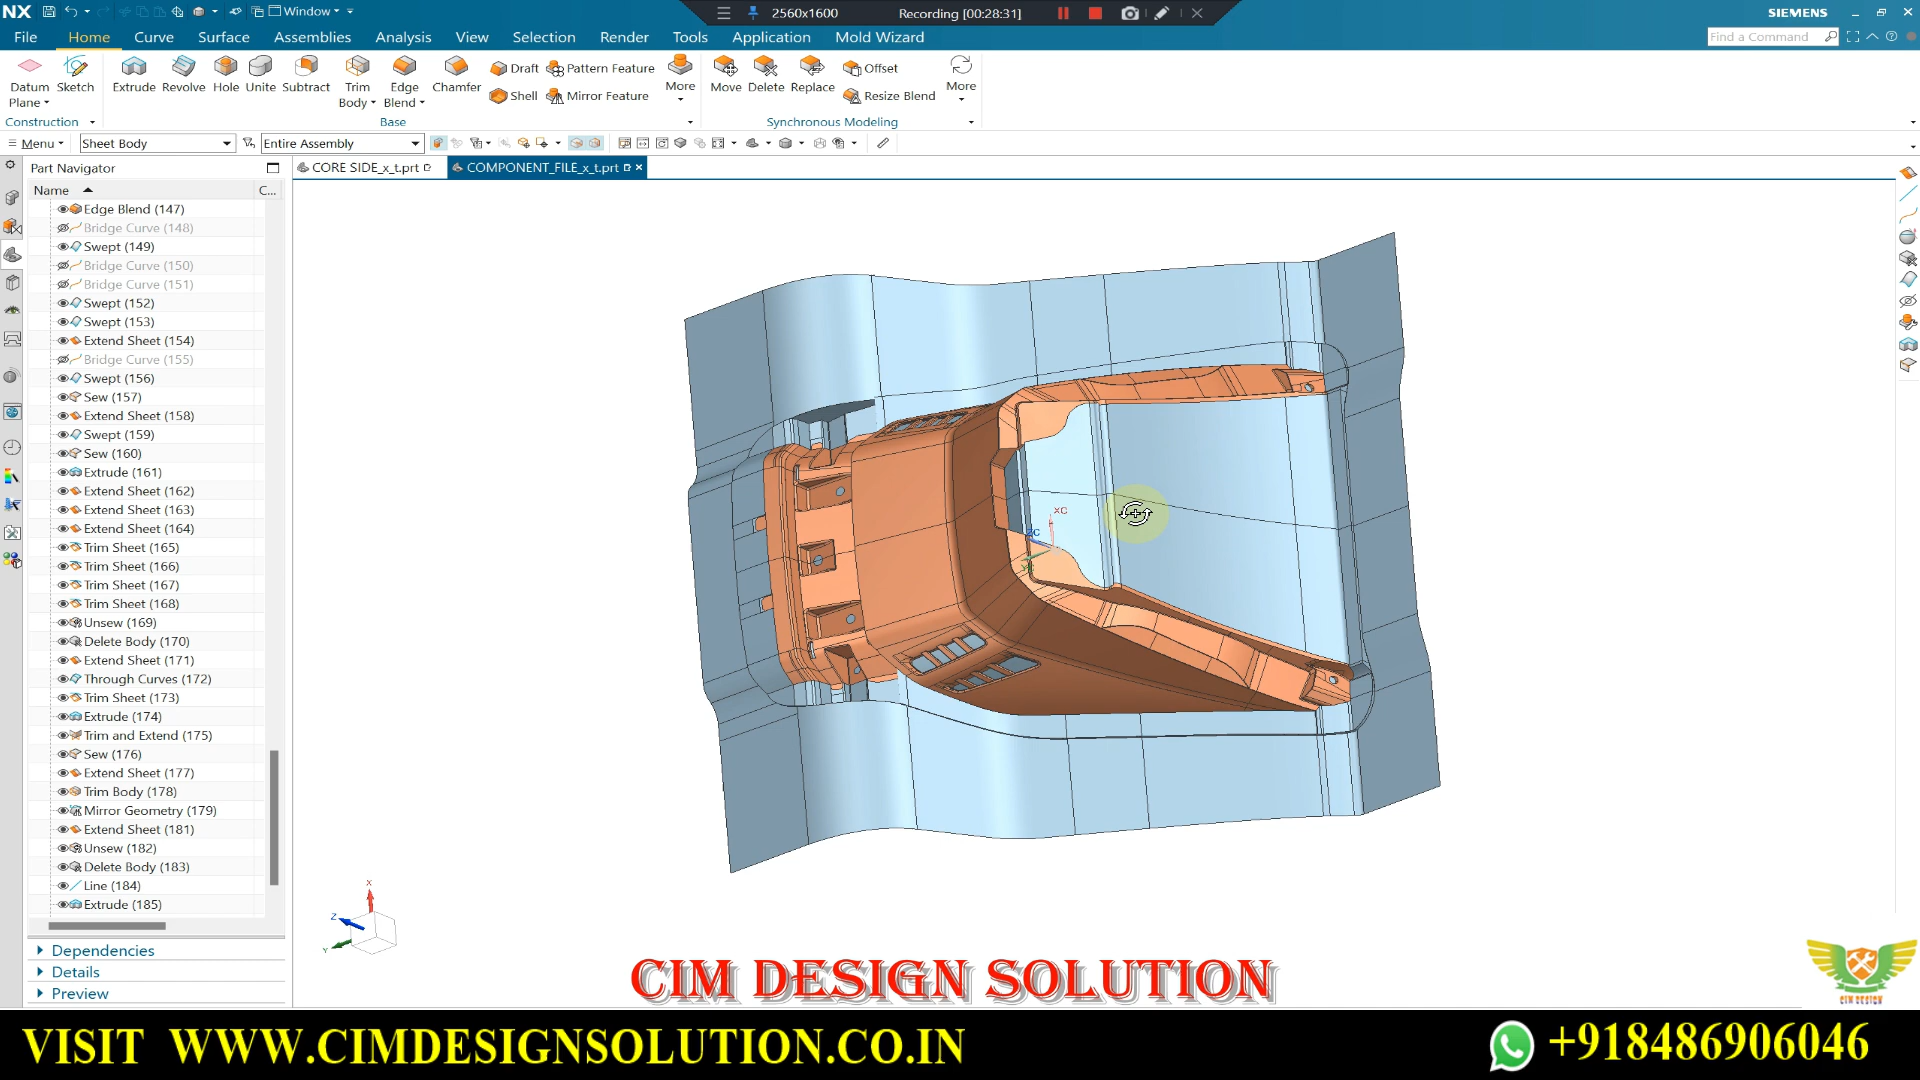 NX
Window
2560x1600
Recording [00:28:31]
SIEMENS
File Home Curve Surface Assemblies Analysis View Selection Render Tools Application Mold Wizard
Find a Command
Datum Plane
Sketch
Extrude
Revolve
Hole
Unite
Subtract
Trim Body
Edge Blend
Chamfer
Draft
Shell
Pattern Feature
Mirror Feature
More
Move
Delete
Replace
Offset
Resize Blend
More
Construction
Base
Synchronous Modeling
Menu
Sheet Body
Entire Assembly
Part Navigator
CORE SIDE_x_t.prt
COMPONENT_FILE_x_t.prt
Name
C...
Edge Blend (147)
Bridge Curve (148)
Swept (149)
Bridge Curve (150)
Bridge Curve (151)
Swept (152)
Swept (153)
Extend Sheet (154)
Bridge Curve (155)
Swept (156)
Sew (157)
Extend Sheet (158)
Swept (159)
Sew (160)
Extrude (161)
Extend Sheet (162)
Extend Sheet (163)
Extend Sheet (164)
Trim Sheet (165)
Trim Sheet (166)
Trim Sheet (167)
Trim Sheet (168)
Unsew (169)
Delete Body (170)
Extend Sheet (171)
Through Curves (172)
Trim Sheet (173)
Extrude (174)
Trim and Extend (175)
Sew (176)
Extend Sheet (177)
Trim Body (178)
Mirror Geometry (179)
Extend Sheet (181)
Unsew (182)
Delete Body (183)
Line (184)
Extrude (185)
Dependencies
Details
Preview
XC
ZC
X
Z
Y
CIM DESIGN SOLUTION
CIM DESIGN
VISIT WWW.CIMDESIGNSOLUTION.CO.IN
+918486906046